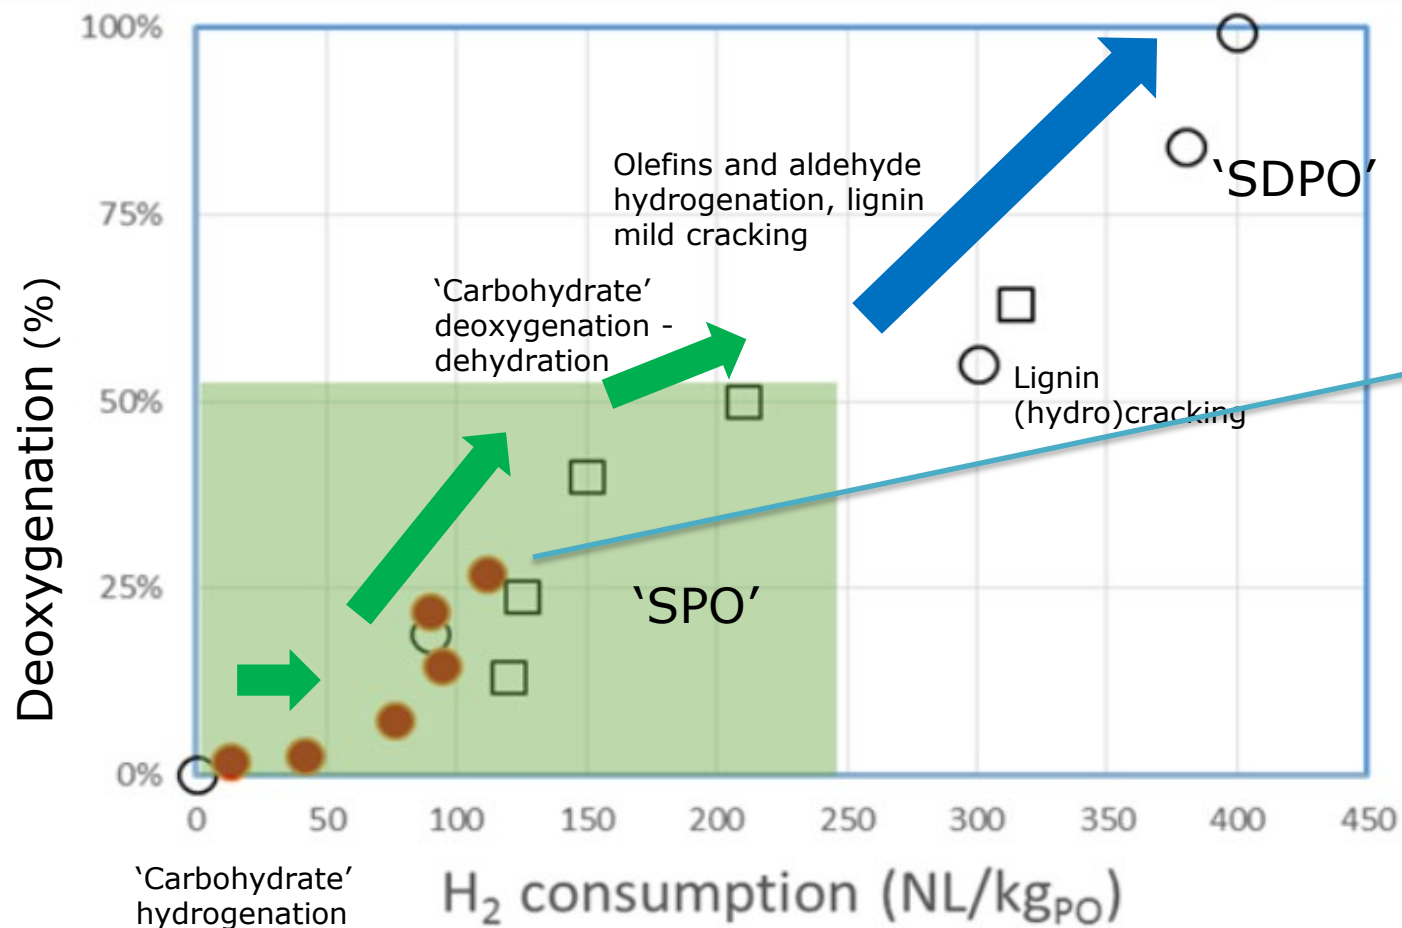 100%
Olefins and aldehyde
hydrogenation, lignin
mild cracking
‘SDPO’
75%
‘Carbohydrate’
deoxygenation -
dehydration
Deoxygenation (%)
50%
Lignin
(hydro)cracking
25%
‘SPO’
0%
0 50 100 150 200 250 300 350 400 450
‘Carbohydrate’
hydrogenation
H₂ consumption (NL/kgPO)